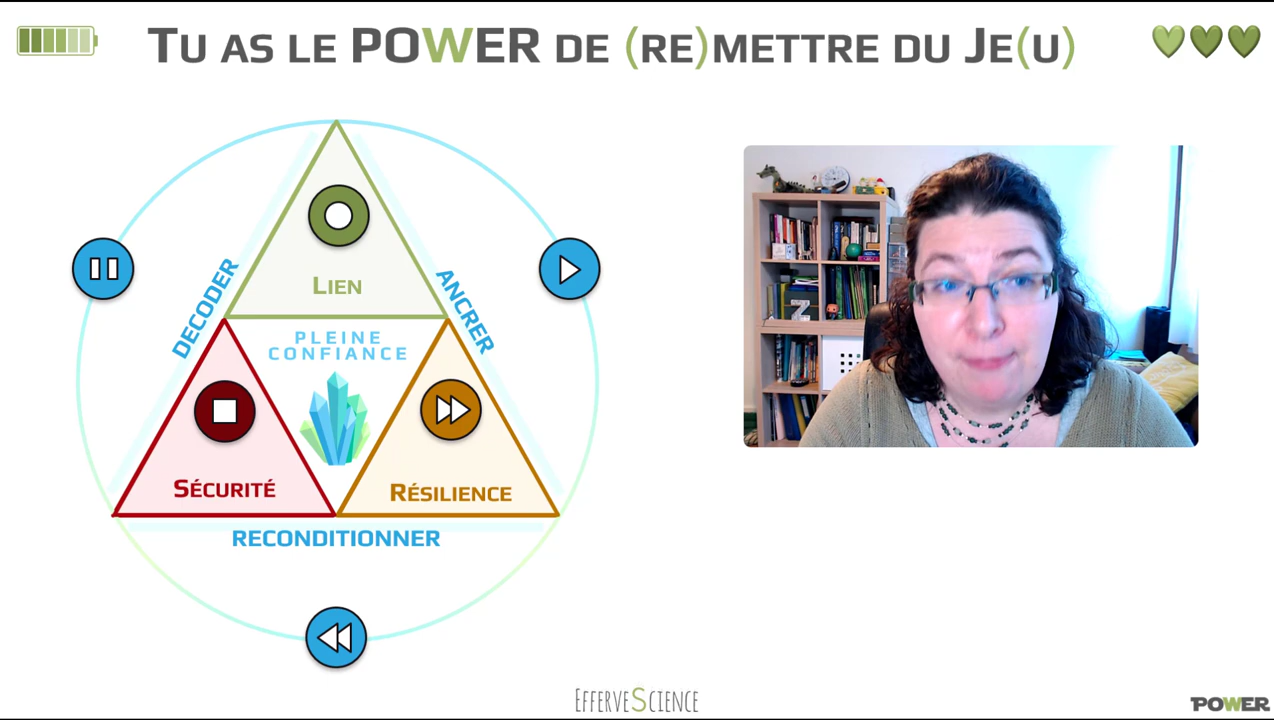 TU AS LE POWER DE (RE)METTRE DU JE(U)
LIEN
DECODER
ANCRER
PLEINE
CONFIANCE
SÉCURITÉ
RÉSILIENCE
RECONDITIONNER
EFFERVESCIENCE
POWER